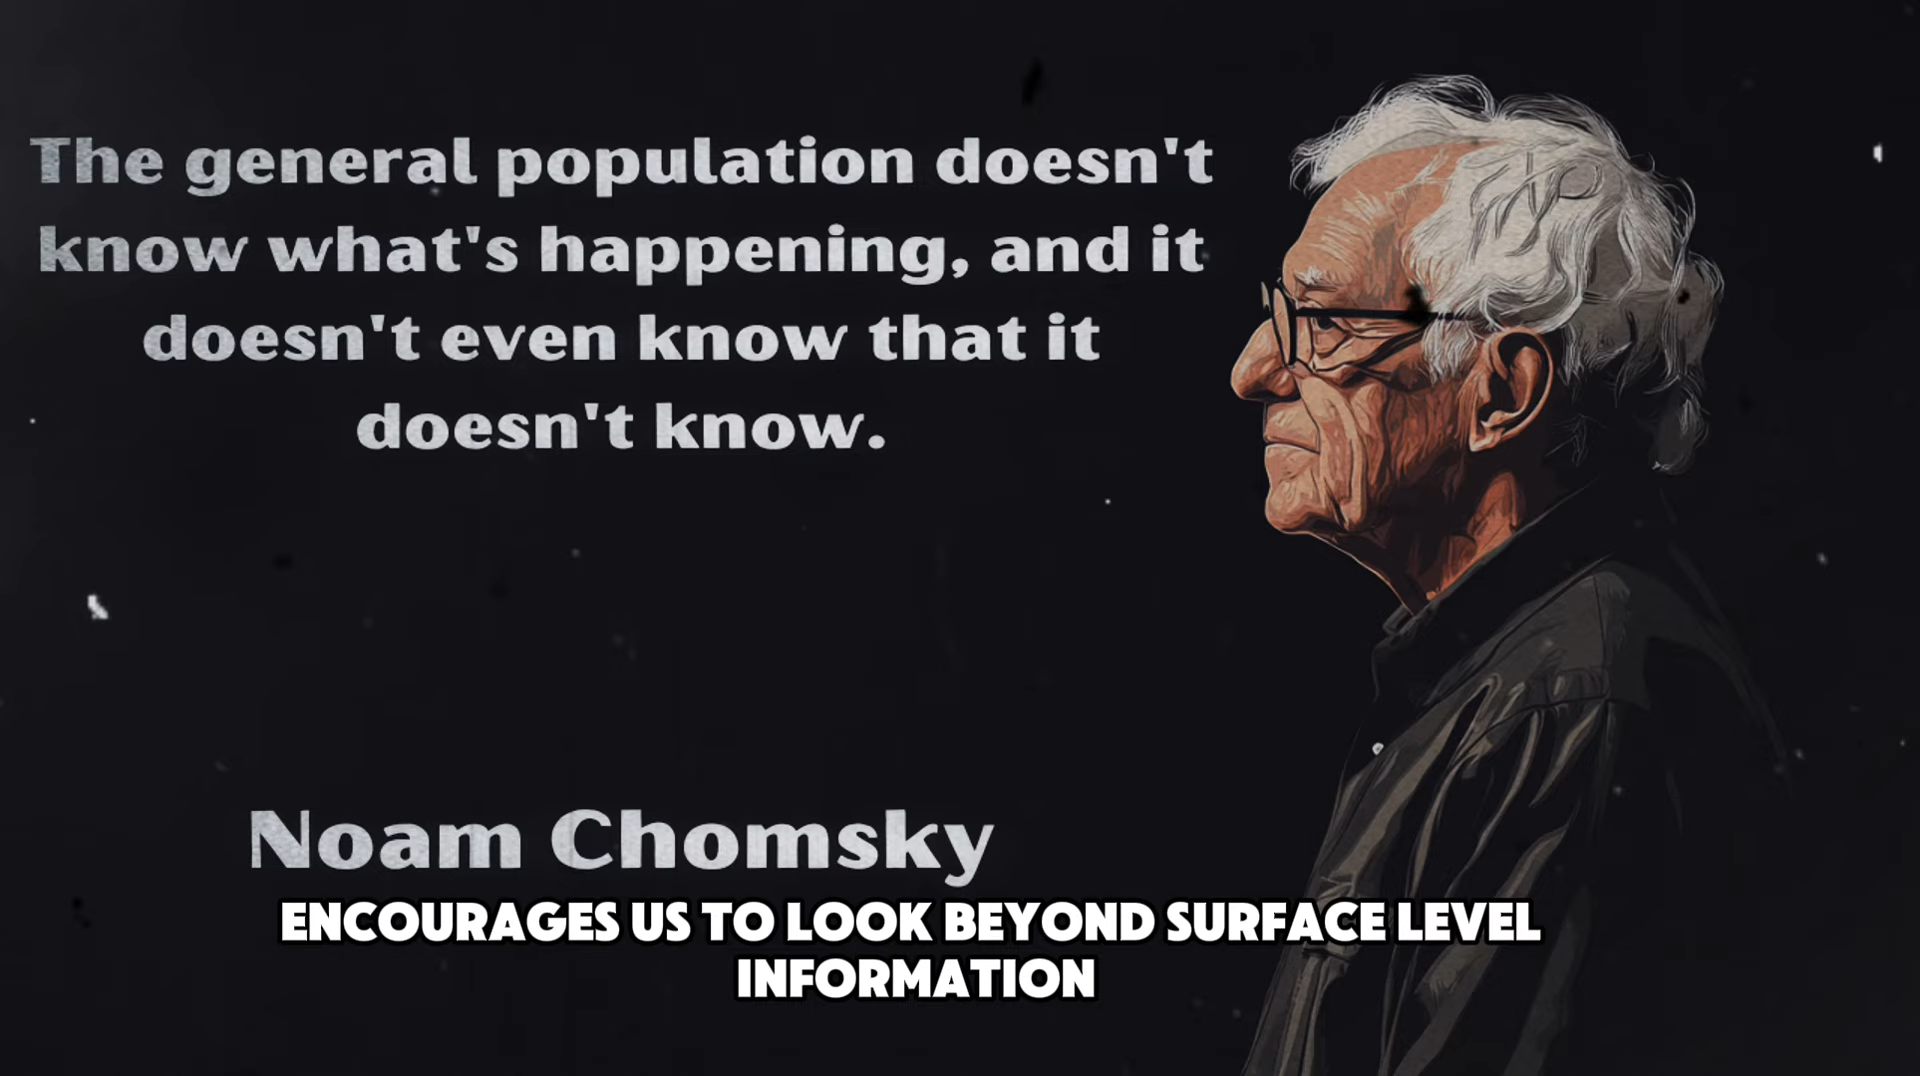 The general population doesn't
know what's happening, and it
doesn't even know that it
doesn't know.
Noam Chomsky
ENCOURAGES US TO LOOK BEYOND SURFACE LEVEL
INFORMATION